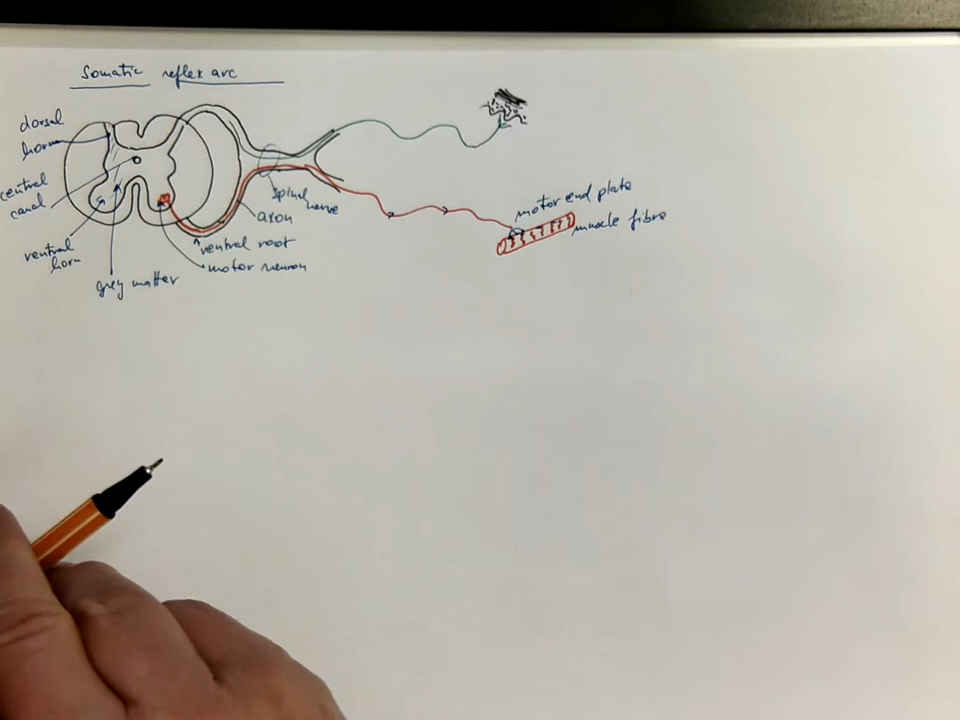 Somatic reflex arc
dorsal
horn
central
canal
ventral
horn
grey matter
motor neuron
ventral root
axon
spinal
nerve
motor end plate
muscle fibre